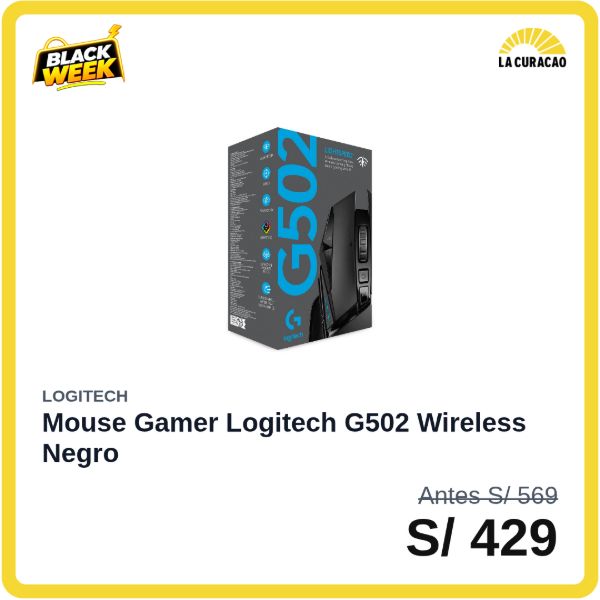 BLACK
WEEK
LA CURACAO
G502
LIGHTSPEED
logitech
LOGITECH
Mouse Gamer Logitech G502 Wireless
Negro
Antes S/ 569
S/ 429